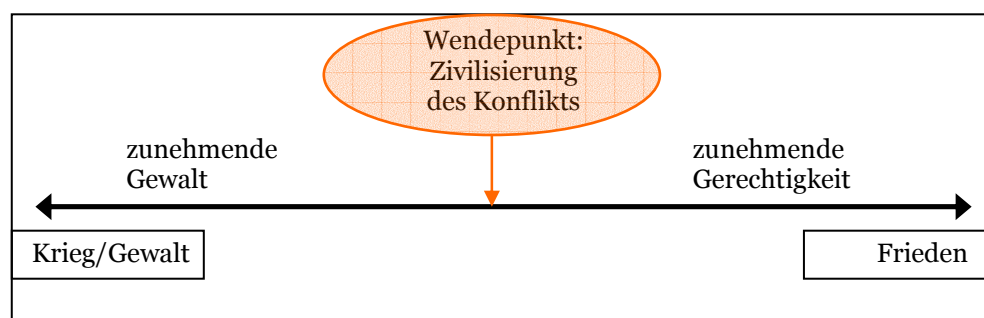 Wendepunkt:
Zivilisierung
des Konflikts
zunehmende
Gewalt
zunehmende
Gerechtigkeit
Krieg/Gewalt
Frieden